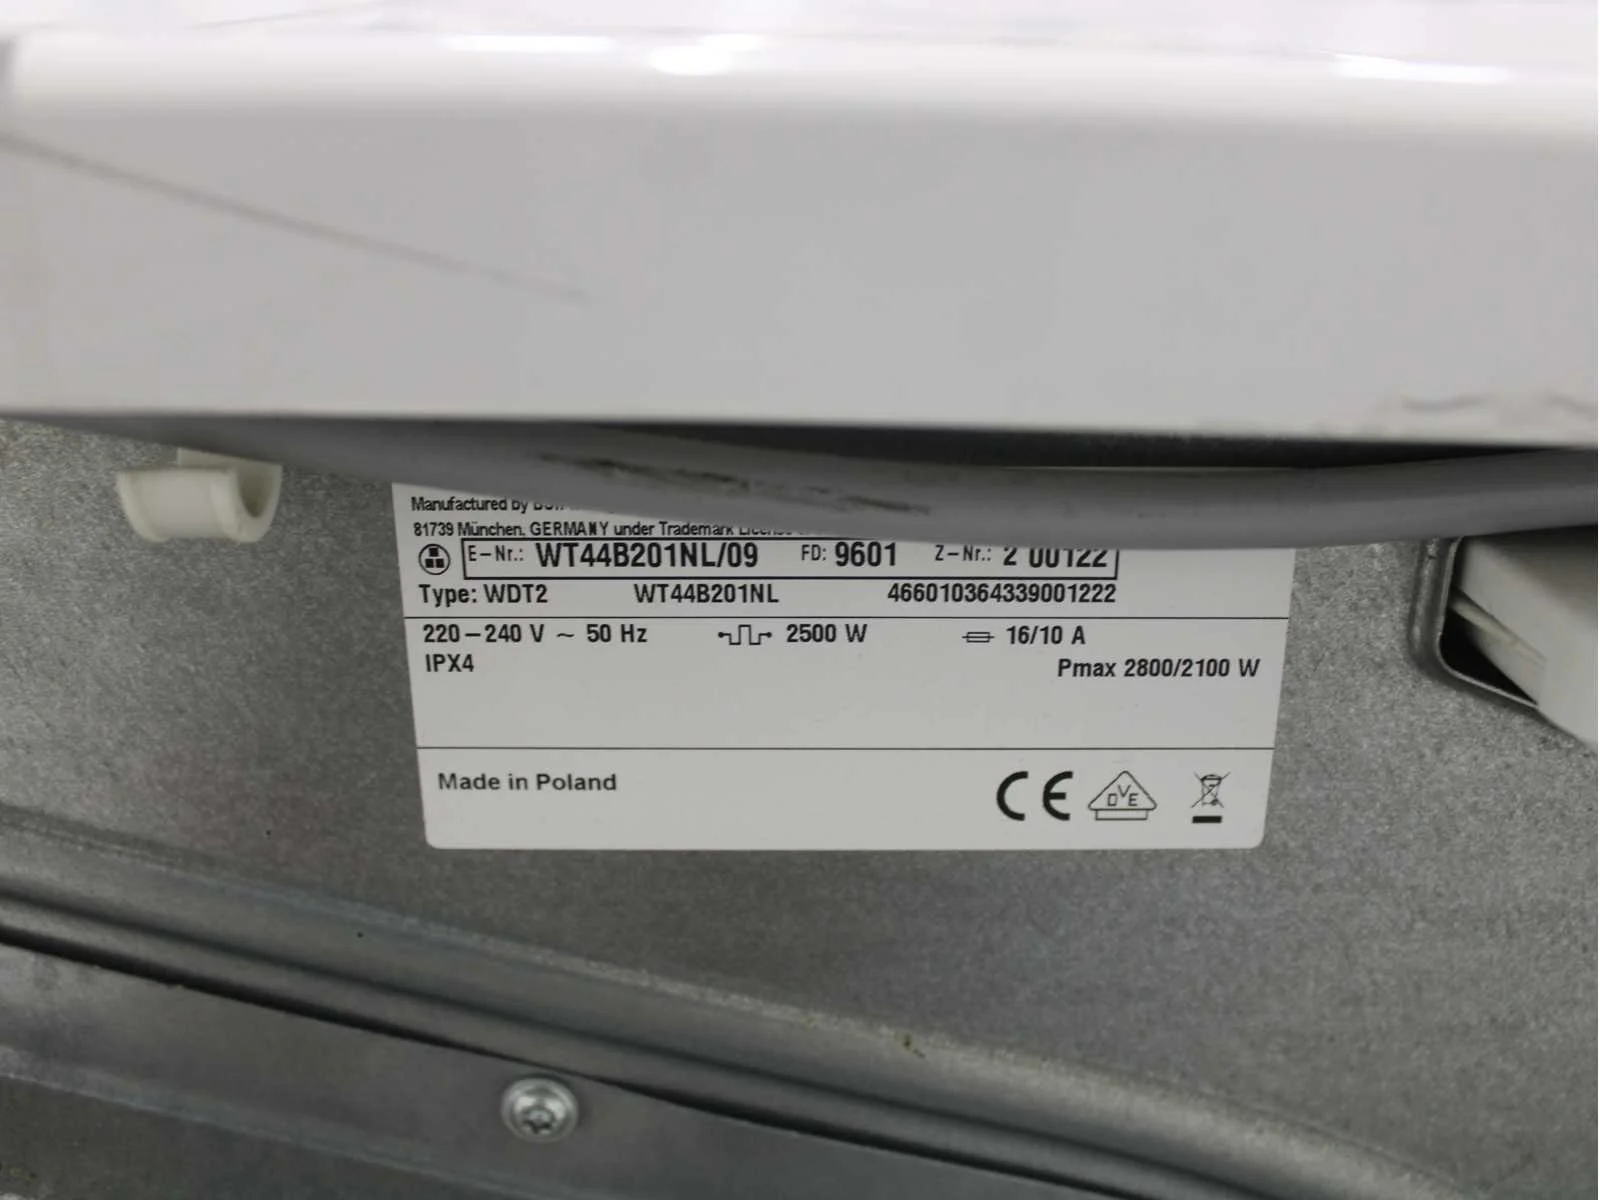 Manufactured by
81739 München, GERMANY under Trademark
E-Nr.: WT44B201NL/09 FD: 9601 Z-Nr.: 2 00122
Type: WDT2 WT44B201NL 466010364339001222
220-240 V ~ 50 Hz 2500 W 16/10 A
IPX4 Pmax 2800/2100 W
Made in Poland CE DVE